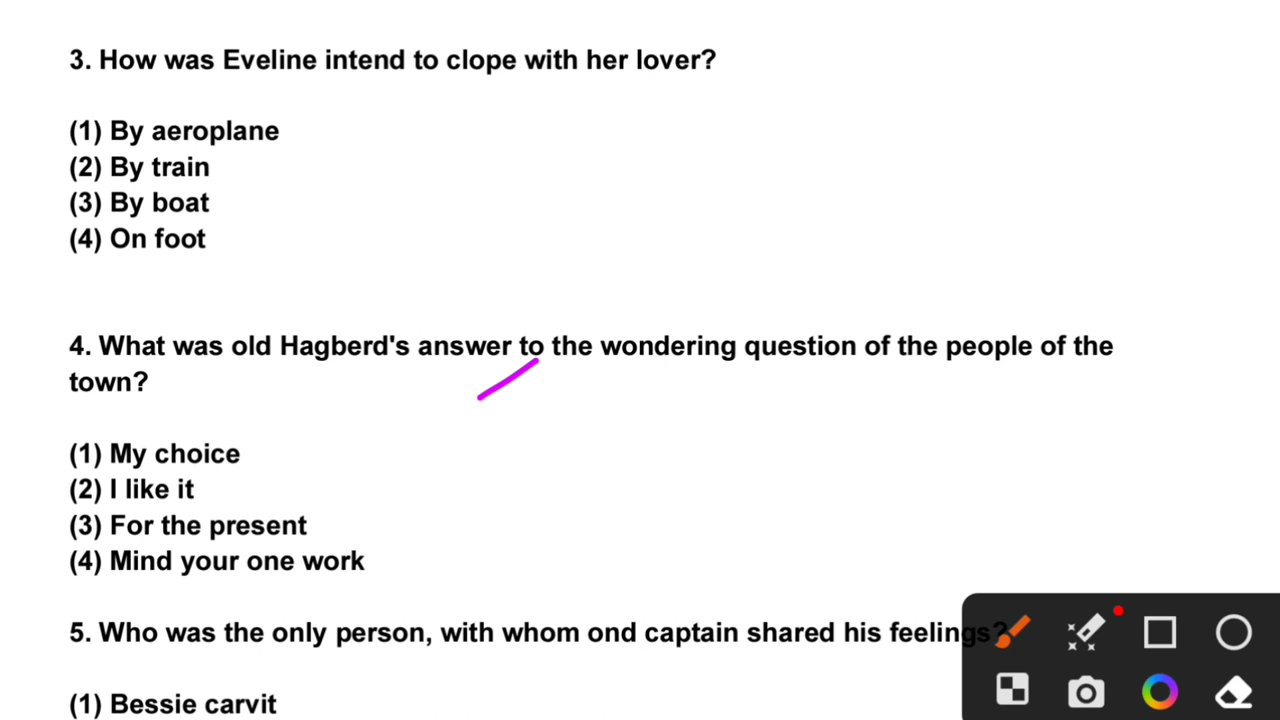 3. How was Eveline intend to clope with her lover?
(1) By aeroplane
(2) By train
(3) By boat
(4) On foot
4. What was old Hagberd's answer to the wondering question of the people of the
town?
(1) My choice
(2) I like it
(3) For the present
(4) Mind your one work
5. Who was the only person, with whom ond captain shared his feelings?
(1) Bessie carvit